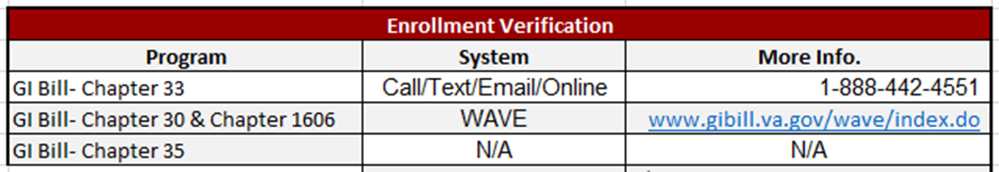 Enrollment Verification
Program System More Info.
GI Bill- Chapter 33 Call/Text/Email/Online 1-888-442-4551
GI Bill- Chapter 30 & Chapter 1606 WAVE www.gibill.va.gov/wave/index.do
GI Bill- Chapter 35 N/A N/A